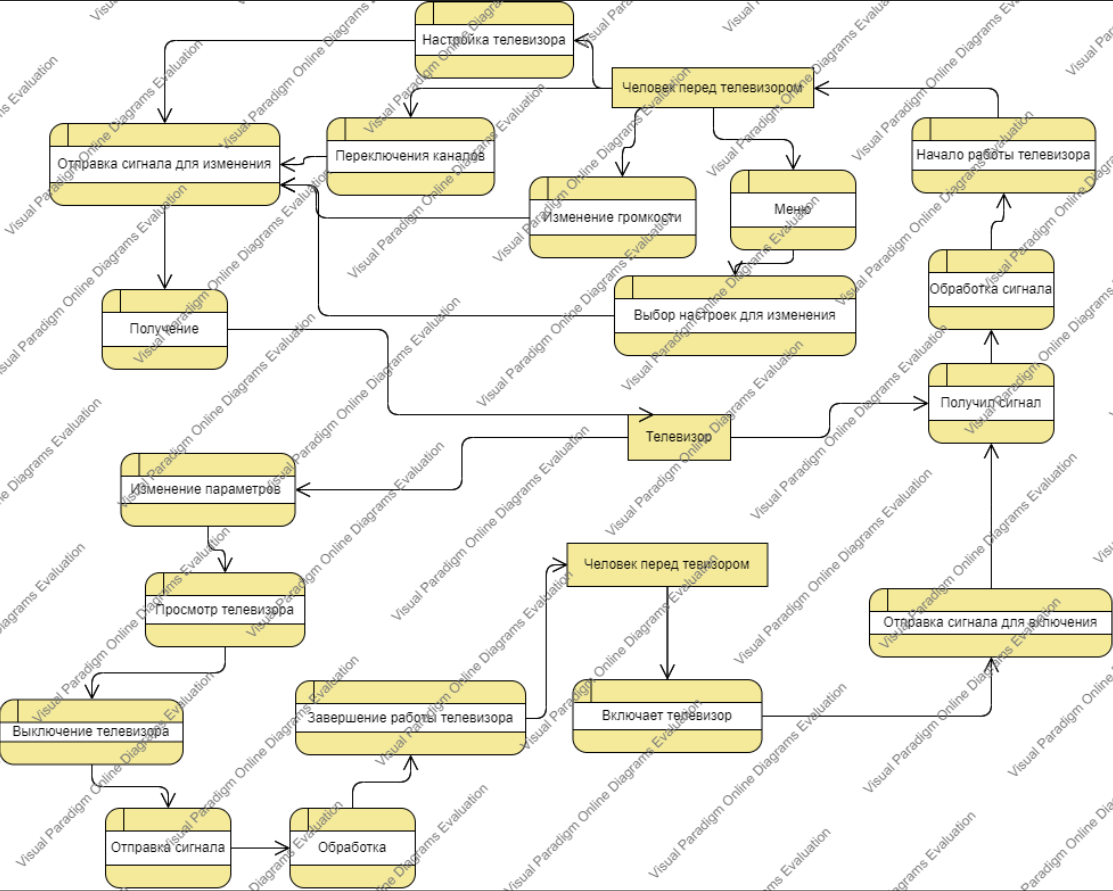 Настройка телевизора
Человек перед телевизором
Отправка сигнала для изменения
Переключения каналов
Начало работы телевизора
Изменение громкости
Меню
Обработка сигнала
Получение
Выбор настроек для изменения
Получил сигнал
Телевизор
Изменение параметров
Человек перед тевизором
Просмотр телевизора
Отправка сигнала для включения
Выключение телевизора
Завершение работы телевизора
Включает телевизор
Отправка сигнала
Обработка
Visual Paradigm Online Diagrams Evaluation